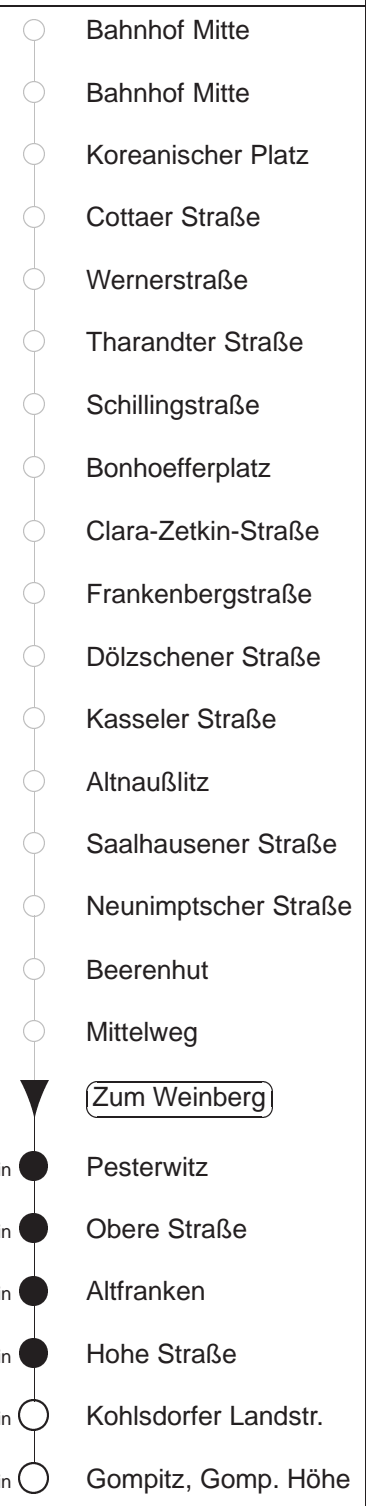 Bahnhof Mitte
Bahnhof Mitte
Koreanischer Platz
Cottaer Straße
Wernerstraße
Tharandter Straße
Schillingstraße
Bonhoefferplatz
Clara-Zetkin-Straße
Frankenbergstraße
Dölzschener Straße
Kasseler Straße
Altnaußlitz
Saalhausener Straße
Neunimptscher Straße
Beerenhut
Mittelweg
Zum Weinberg
Pesterwitz
Obere Straße
Altfranken
Hohe Straße
Kohlsdorfer Landstr.
Gompitz, Gomp. Höhe